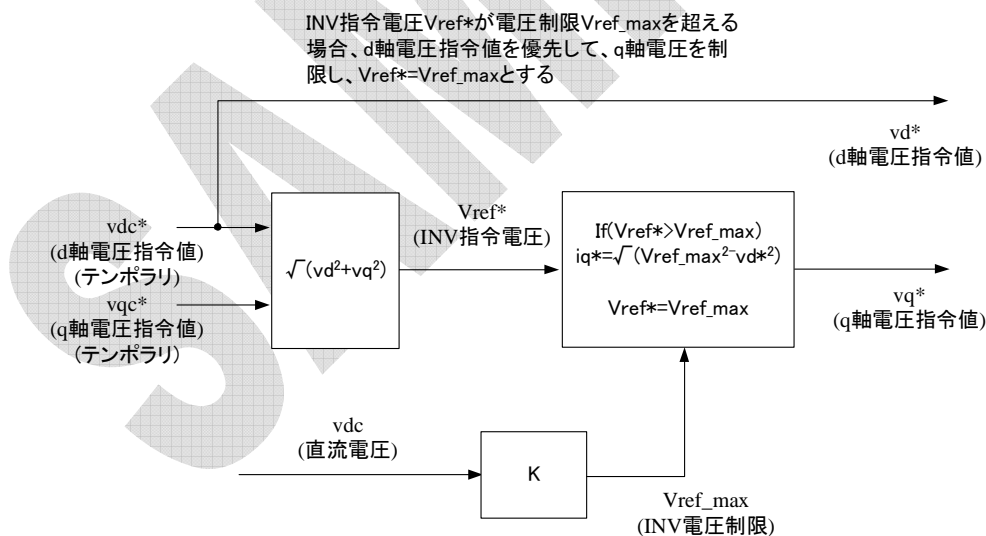 INV指令電圧Vref*が電圧制限Vref_maxを超える
場合、d軸電圧指令値を優先して、q軸電圧を制
限し、Vref*=Vref_maxとする
vd*
(d軸電圧指令値)
vdc*
(d軸電圧指令値)
(テンポラリ)
vqc*
(q軸電圧指令値)
(テンポラリ)
√(vd²+vq²)
Vref*
(INV指令電圧)
If(Vref*>Vref_max)
iq*=√(Vref_max²⁻vd*²)
Vref*=Vref_max
vq*
(q軸電圧指令値)
vdc
(直流電圧)
K
Vref_max
(INV電圧制限)
SAM